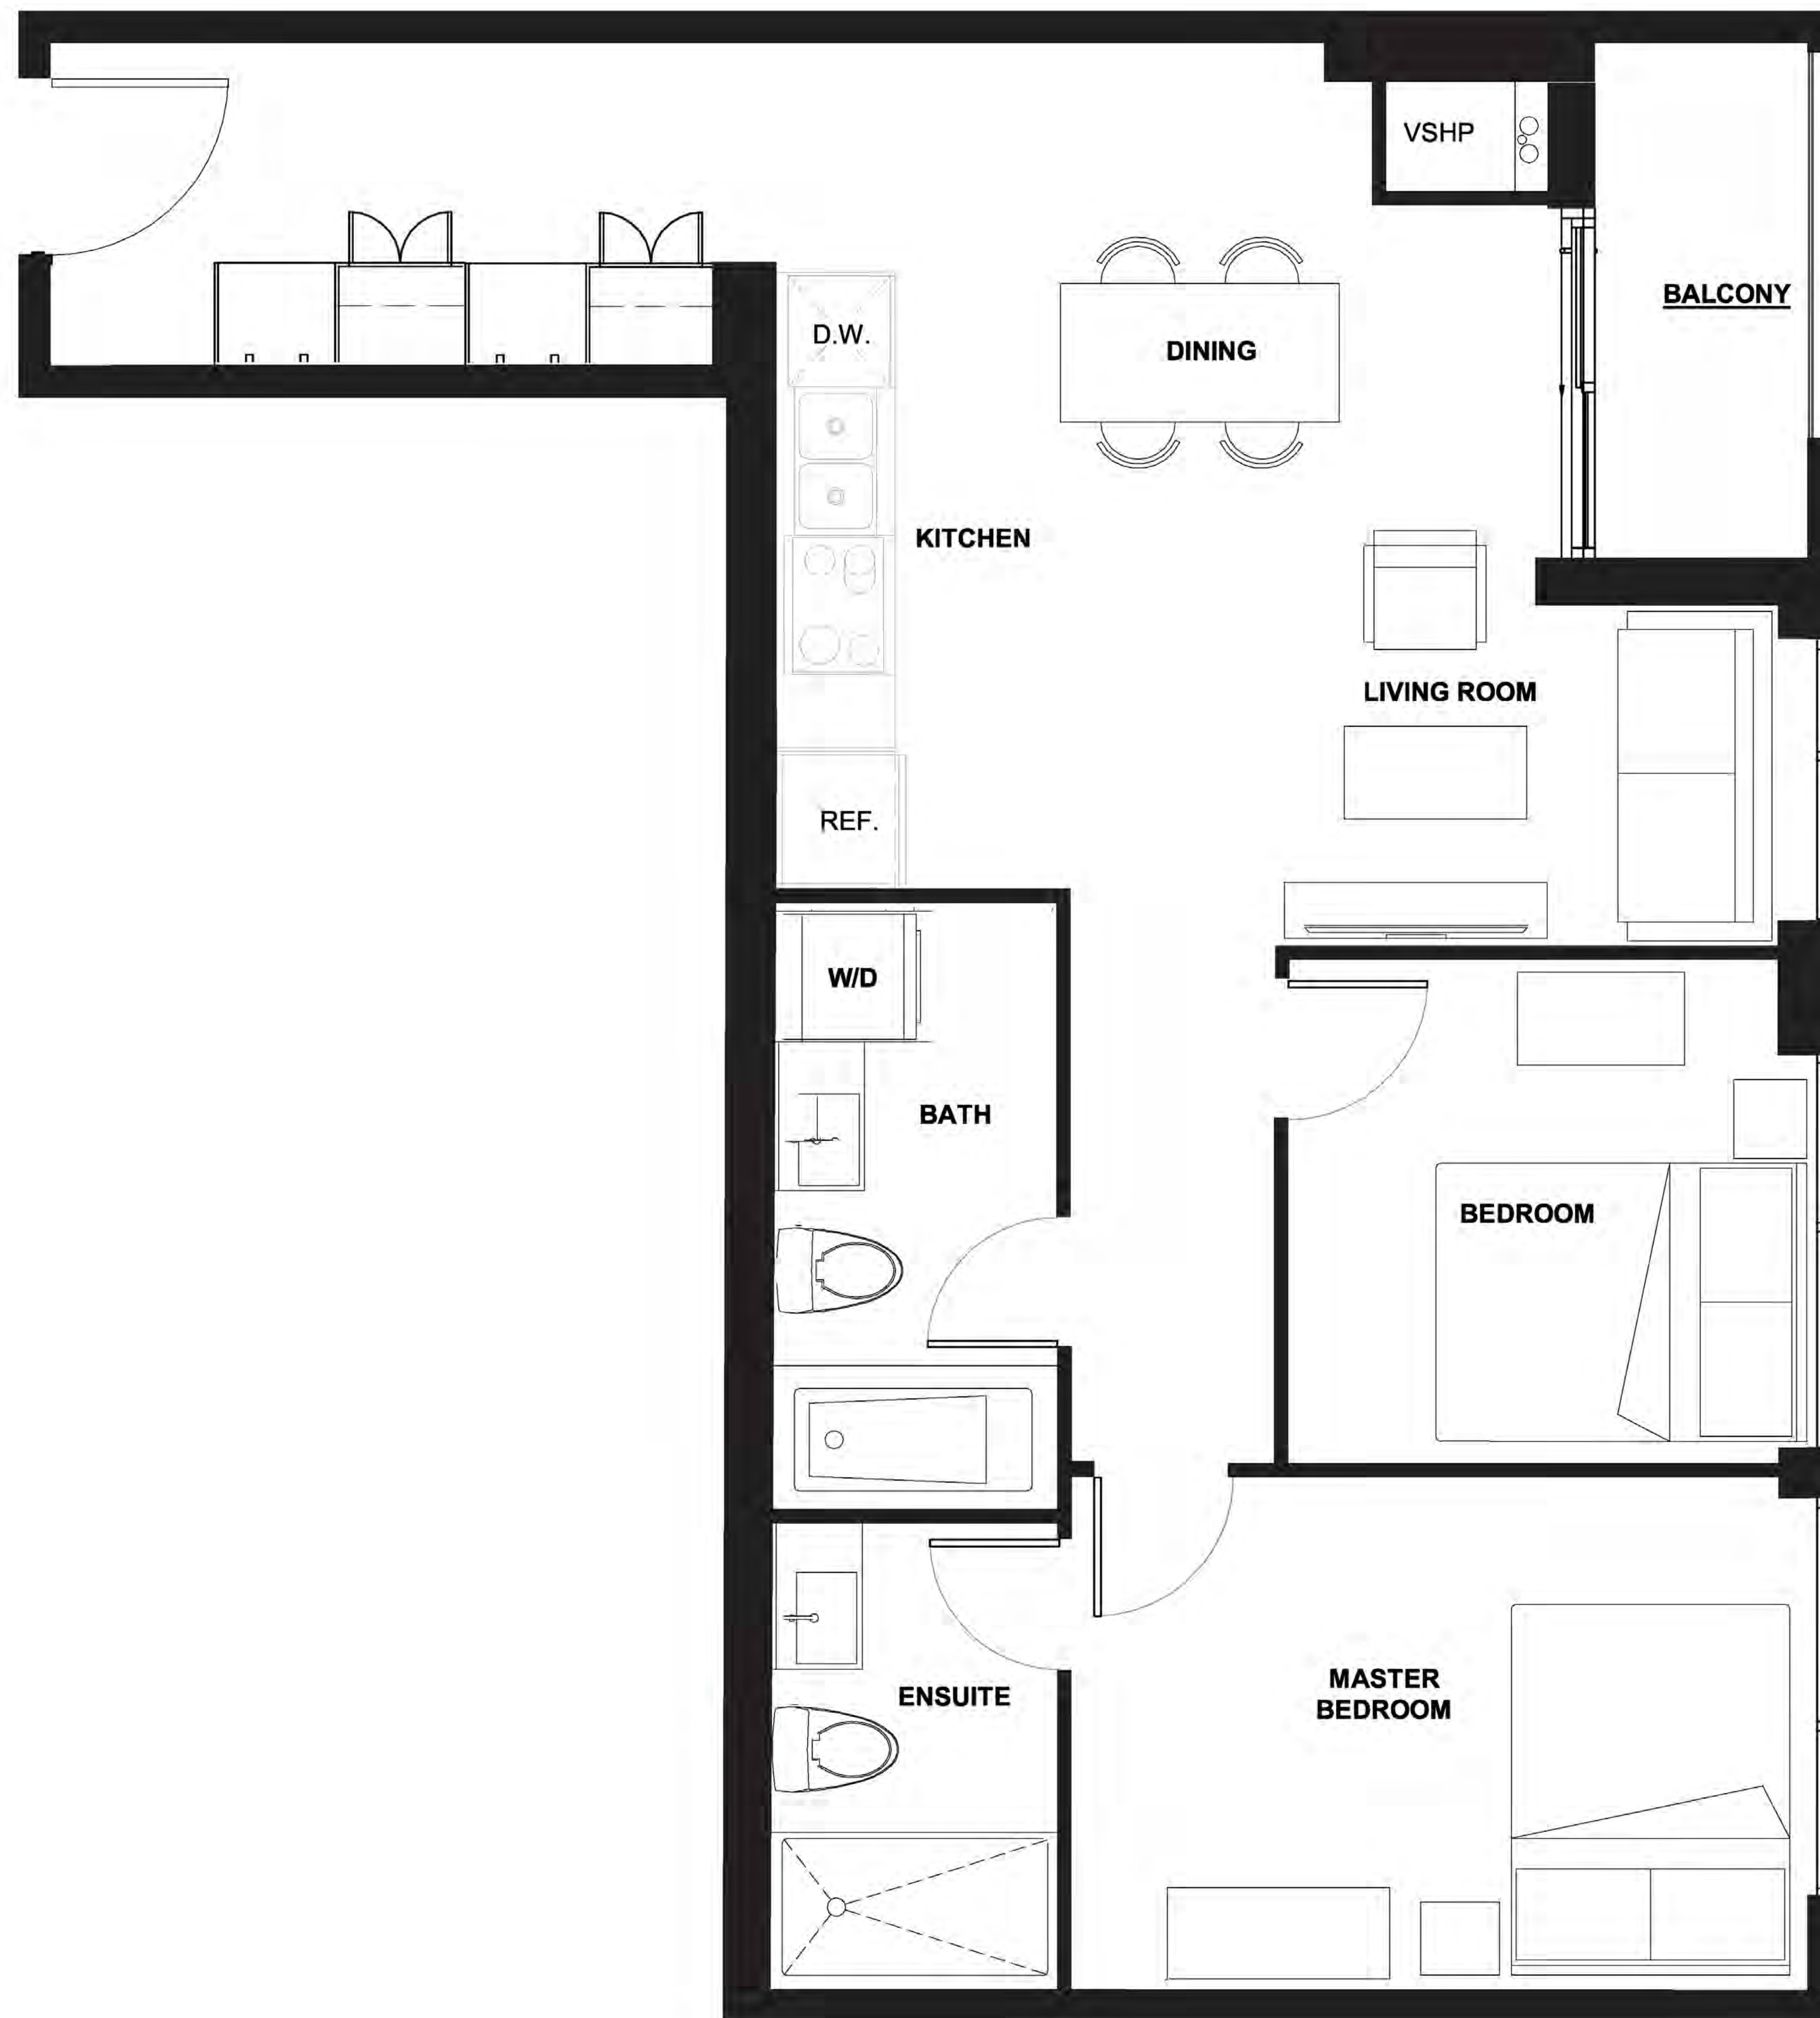 VSHP
BALCONY
D.W.
DINING
KITCHEN
LIVING ROOM
REF.
W/D
BATH
BEDROOM
ENSUITE
MASTER
BEDROOM